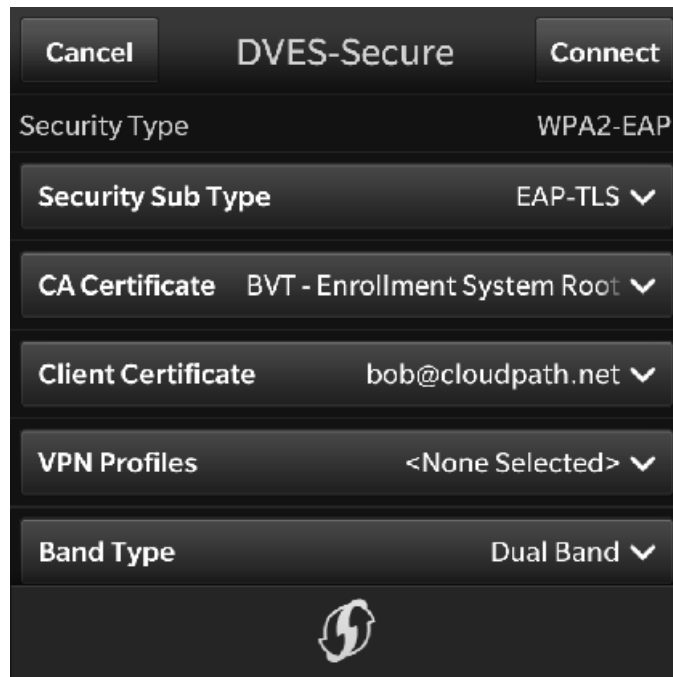 Cancel DVES-Secure Connect
Security Type WPA2-EAP
Security Sub Type EAP-TLS
CA Certificate BVT - Enrollment System Root
Client Certificate bob@cloudpath.net
VPN Profiles <None Selected>
Band Type Dual Band